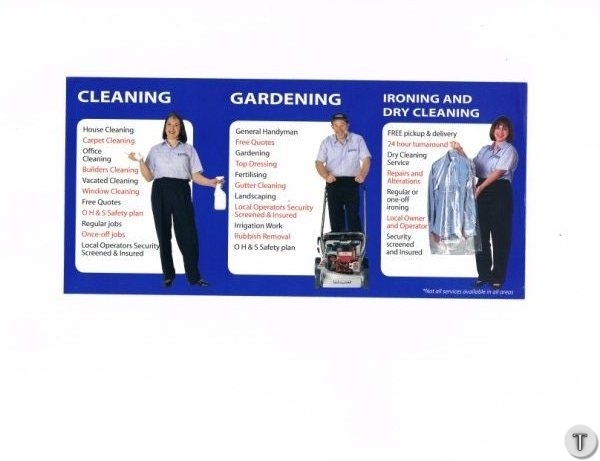 CLEANING
House Cleaning
Carpet Cleaning
Office
Cleaning
Builders Cleaning
Vacated Cleaning
Window Cleaning
Free Quotes
O H & S Safety plan
Regular jobs
Once-off jobs
Local Operators Security
Screened & Insured
GARDENING
General Handyman
Free Quotes
Gardening
Top Dressing
Fertilising
Gutter Cleaning
Landscaping
Local Operators Security
Screened & Insured
Irrigation Work
Rubbish Removal
O H & S Safety plan
IRONING AND
DRY CLEANING
FREE pickup & delivery
24 hour turnaround
Dry Cleaning
Service
Repairs and
Alterations
Regular or
one-off
ironing
Local Owner
and Operator
Security
screened
and Insured
*Not all services available in all areas
T